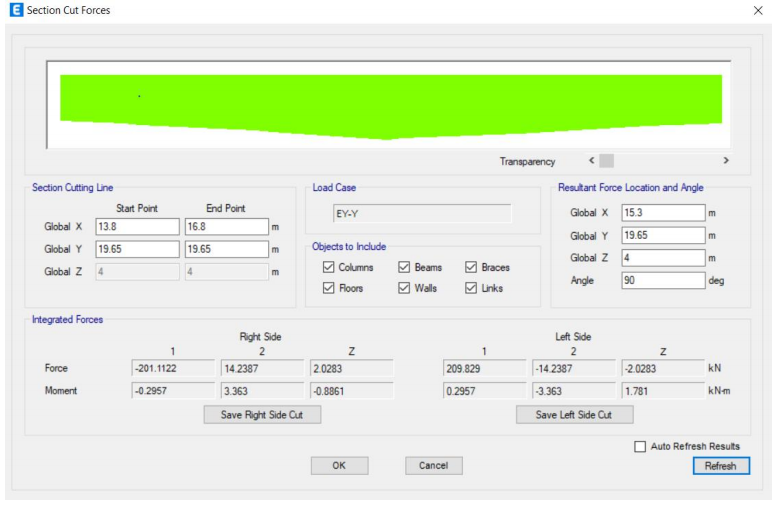 E Section Cut Forces
Transparency < >
Section Cutting Line
Start Point End Point
Global X 13.8 16.8 m
Global Y 19.65 19.65 m
Global Z 4 4 m
Load Case
EY-Y
Objects to Include
Columns Beams Braces
Floors Walls Links
Resultant Force Location and Angle
Global X 15.3 m
Global Y 19.65 m
Global Z 4 m
Angle 90 deg
Integrated Forces
Right Side Left Side
1 2 Z 1 2 Z
Force -201.1122 14.2387 2.0283 209.829 -14.2387 -2.0283 kN
Moment -0.2957 3.363 -0.8861 0.2957 -3.363 1.781 kN-m
Save Right Side Cut Save Left Side Cut
Auto Refresh Results
OK Cancel Refresh